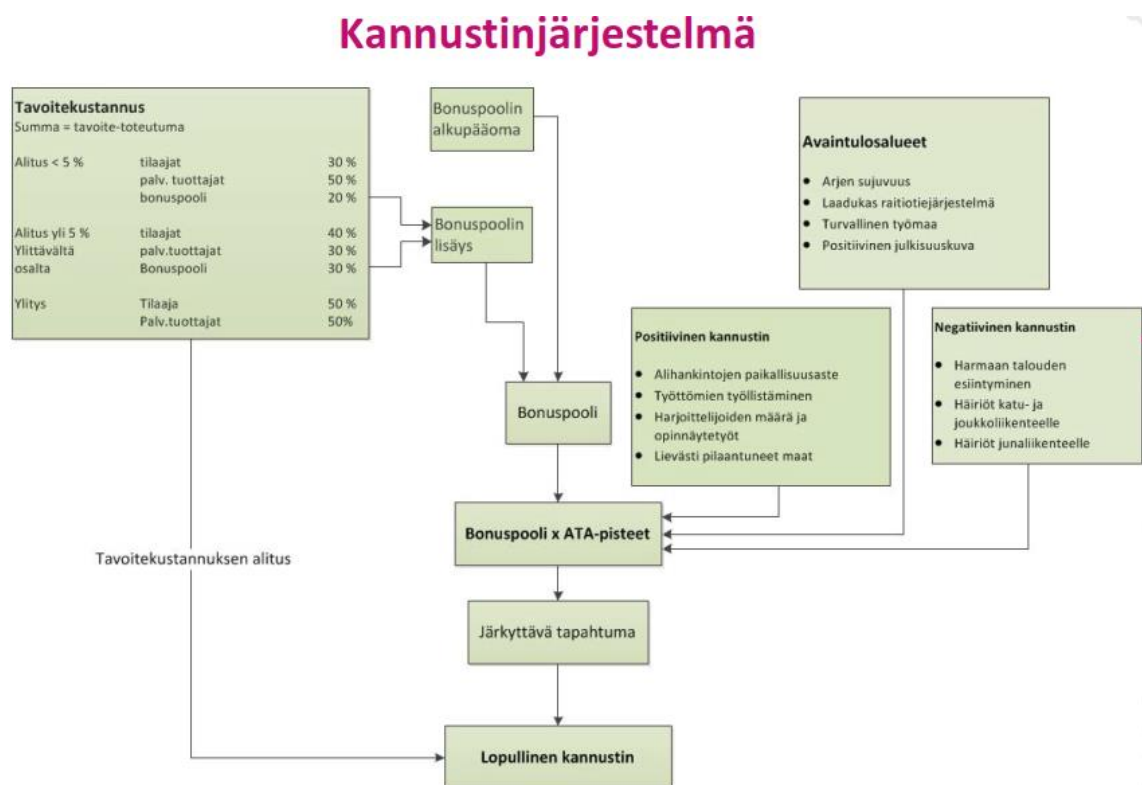 Kannustinjärjestelmä
Tavoitekustannus
Summa = tavoite-toteutuma
Alitus < 5 % tilaajat 30 %
palv. tuottajat 50 %
bonuspooli 20 %
Alitus yli 5 % tilaajat 40 %
Ylittävältä palv.tuottajat 30 %
osalta Bonuspooli 30 %
Ylitys Tilaaja 50 %
Palv.tuottajat 50%
Bonuspoolin
alkupääoma
Bonuspoolin
lisäys
Avaintulosalueet
• Arjen sujuvuus
• Laadukas raitiotiejärjestelmä
• Turvallinen työmaa
• Positiivinen julkisuuskuva
Positiivinen kannustin
• Alihankintojen paikallisuusaste
• Työttömien työllistäminen
• Harjoittelijoiden määrä ja
opinnäytetyöt
• Lievästi pilaantuneet maat
Negatiivinen kannustin
• Harmaan talouden
esiintyminen
• Häiriöt katu- ja
joukkoliikenteelle
• Häiriöt junaliikenteelle
Bonuspooli
Bonuspooli x ATA-pisteet
Tavoitekustannuksen alitus
Järkyttävä tapahtuma
Lopullinen kannustin